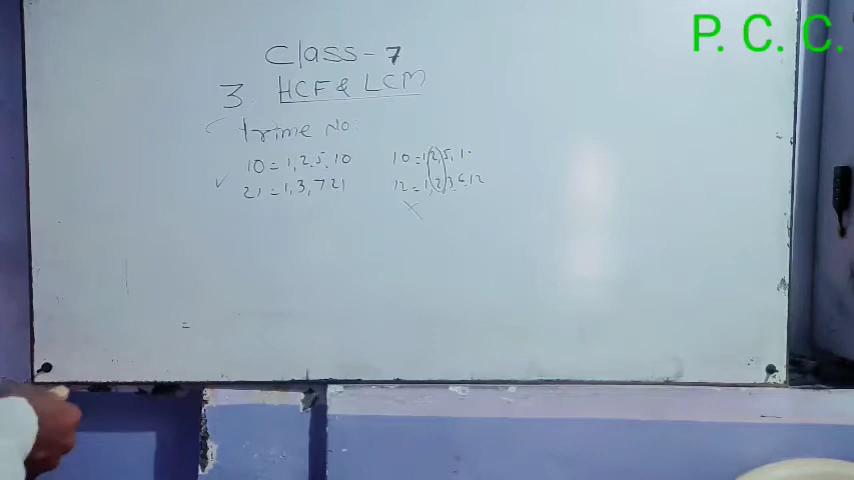 P. C. C.
Class-7
3. HCF & LCM
Prime No:
10 = 1, 2, 5, 10
21 = 1, 3, 7 21
10 = 1, 2, 5, 1
12 = 1, 2, 3, 6, 12